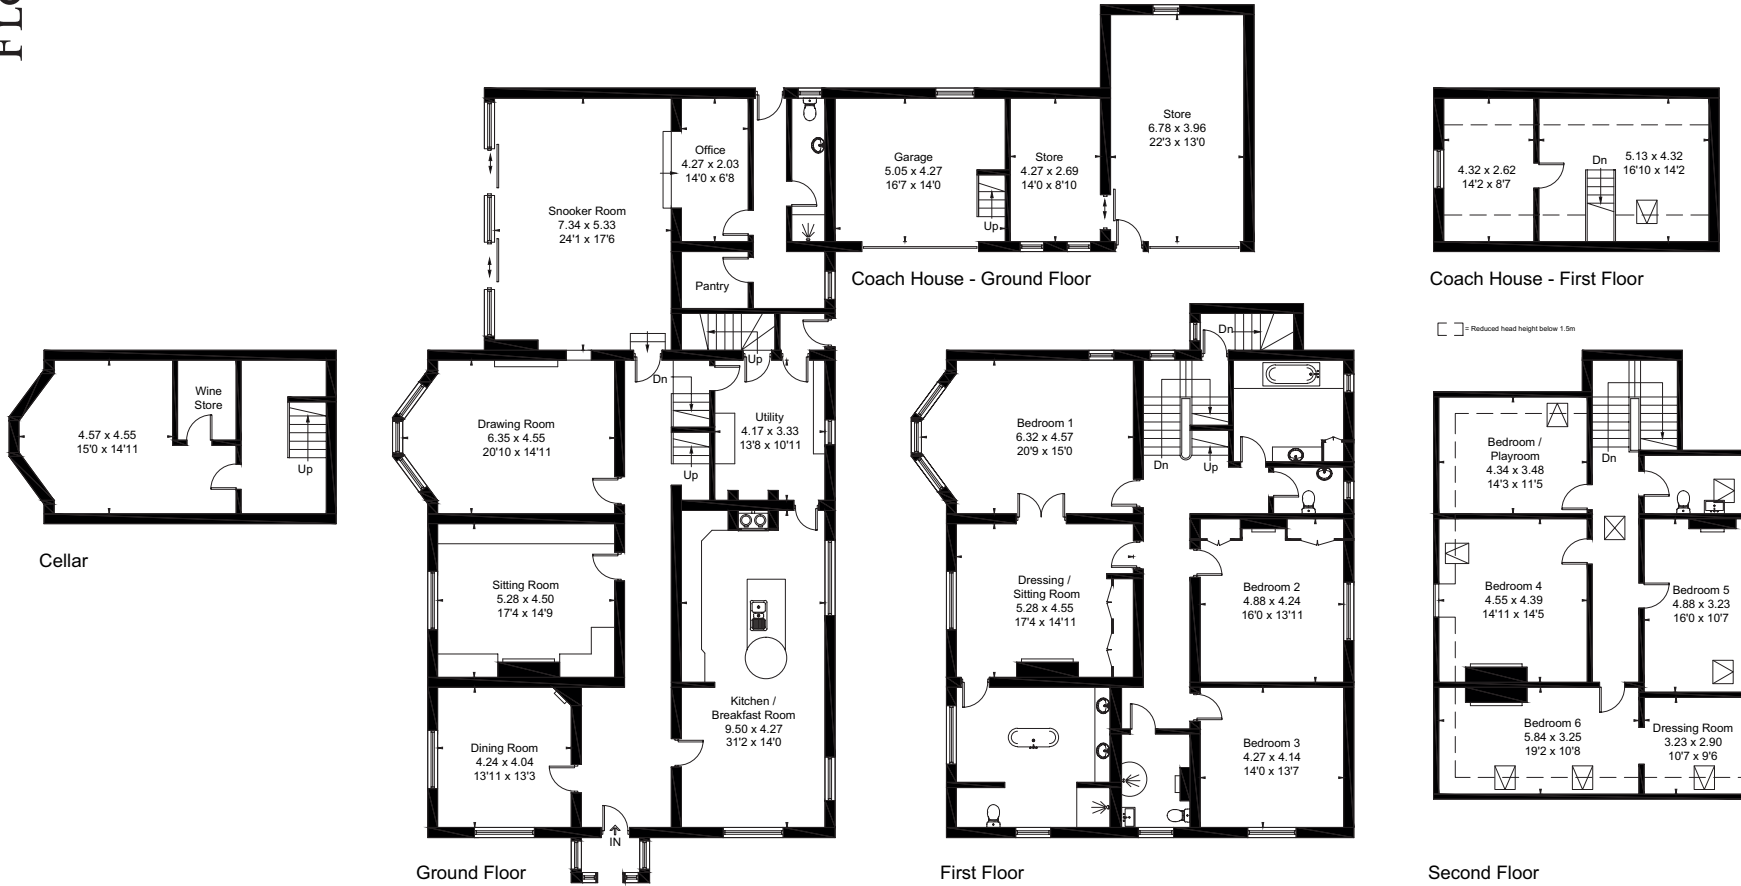 FLO
Snooker Room
7.34 x 5.33
24'1 x 17'6
Office
4.27 x 2.03
14'0 x 6'8
Pantry
Garage
5.05 x 4.27
16'7 x 14'0
Up
Store
4.27 x 2.69
14'0 x 8'10
Store
6.78 x 3.96
22'3 x 13'0
Coach House - Ground Floor
4.32 x 2.62
14'2 x 8'7
Dn
5.13 x 4.32
16'10 x 14'2
Coach House - First Floor
= Reduced head height below 1.5m
4.57 x 4.55
15'0 x 14'11
Wine
Store
Up
Cellar
Drawing Room
6.35 x 4.55
20'10 x 14'11
Dn
Up
Up
Utility
4.17 x 3.33
13'8 x 10'11
Sitting Room
5.28 x 4.50
17'4 x 14'9
Kitchen /
Breakfast Room
9.50 x 4.27
31'2 x 14'0
Dining Room
4.24 x 4.04
13'11 x 13'3
IN
Ground Floor
Dn
Bedroom 1
6.32 x 4.57
20'9 x 15'0
Dn
Up
Dressing /
Sitting Room
5.28 x 4.55
17'4 x 14'11
Bedroom 2
4.88 x 4.24
16'0 x 13'11
Bedroom 3
4.27 x 4.14
14'0 x 13'7
First Floor
Bedroom /
Playroom
4.34 x 3.48
14'3 x 11'5
Dn
Bedroom 4
4.55 x 4.39
14'11 x 14'5
Bedroom 5
4.88 x 3.23
16'0 x 10'7
Bedroom 6
5.84 x 3.25
19'2 x 10'8
Dressing Room
3.23 x 2.90
10'7 x 9'6
Second Floor